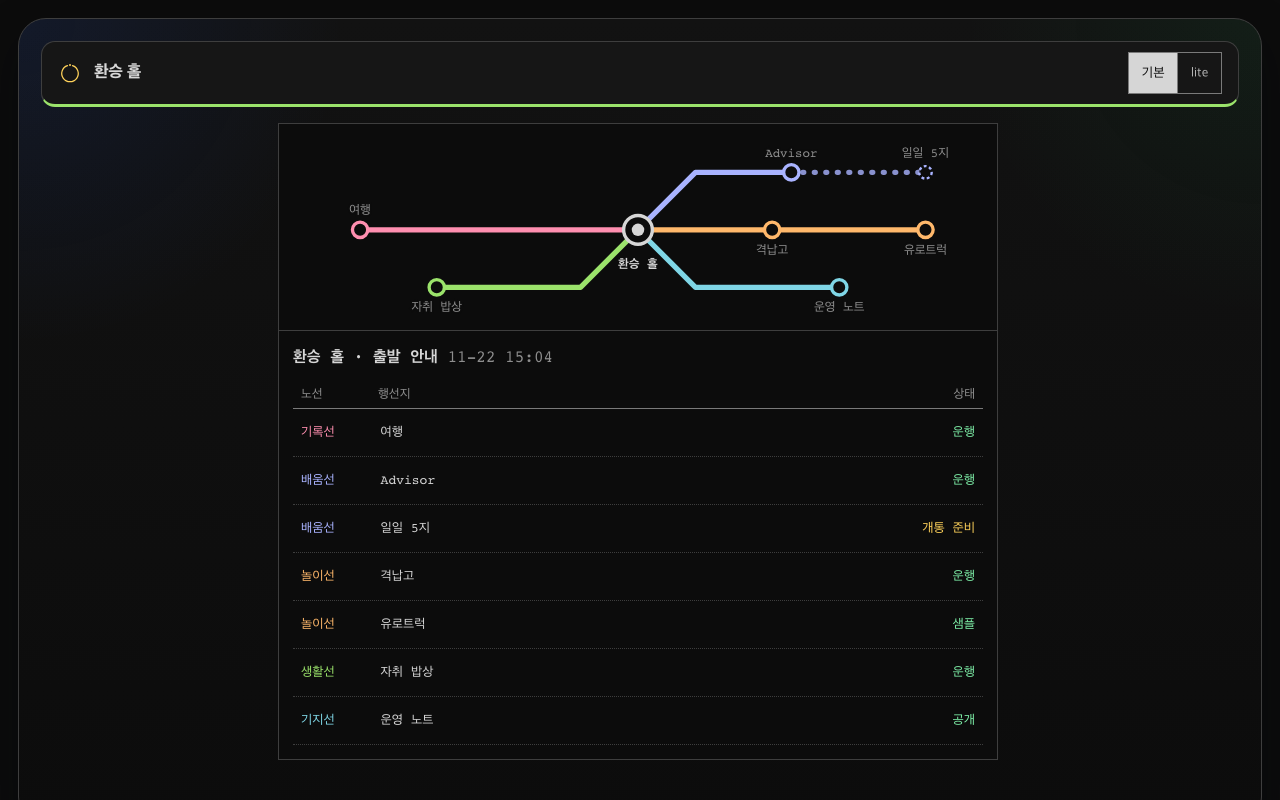 환승 홀
기본 lite
Advisor 일일 5지
여행
환승 홀
격납고 유로트럭
자취 밥상 운영 노트
환승 홀 · 출발 안내 11-22 15:04
노선 행선지 상태
기록선 여행 운행
배움선 Advisor 운행
배움선 일일 5지 개통 준비
놀이선 격납고 운행
놀이선 유로트럭 샘플
생활선 자취 밥상 운행
기지선 운영 노트 공개